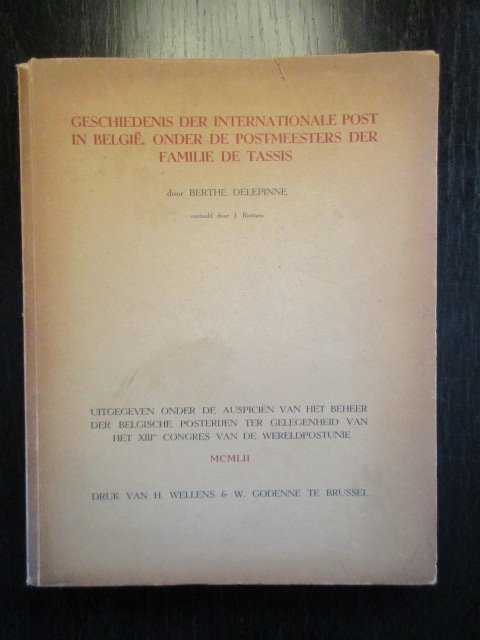 GESCHIEDENIS DER INTERNATIONALE POST
IN BELGIË, ONDER DE POSTMEESTERS DER
FAMILIE DE TASSIS
door BERTHE DELEPINNE
vertaald door J. Rutten
UITGEGEVEN ONDER DE AUSPICIËN VAN HET BEHEER
DER BELGISCHE POSTERIJEN TER GELEGENHEID VAN
HET XIIIᵉ CONGRES VAN DE WERELDPOSTUNIE
MCMLII
DRUK VAN H. WELLENS & W. GODENNE TE BRUSSEL